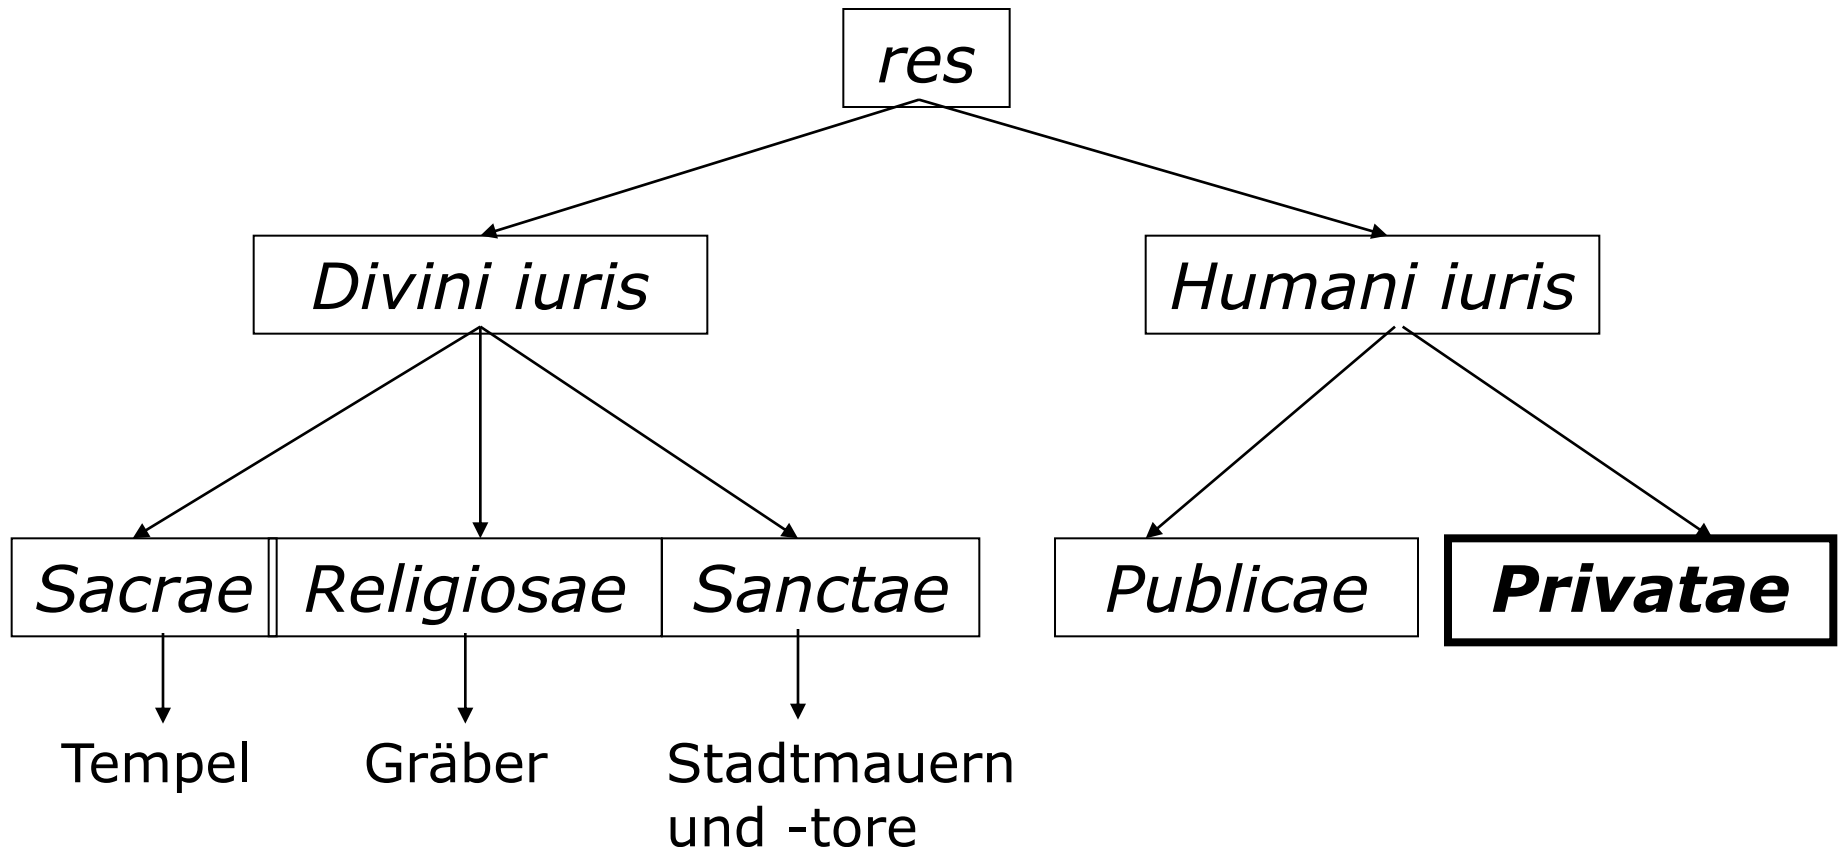 res
Divini iuris
Humani iuris
Sacrae
Religiosae
Sanctae
Publicae
Privatae
Tempel
Gräber
Stadtmauern
und -tore